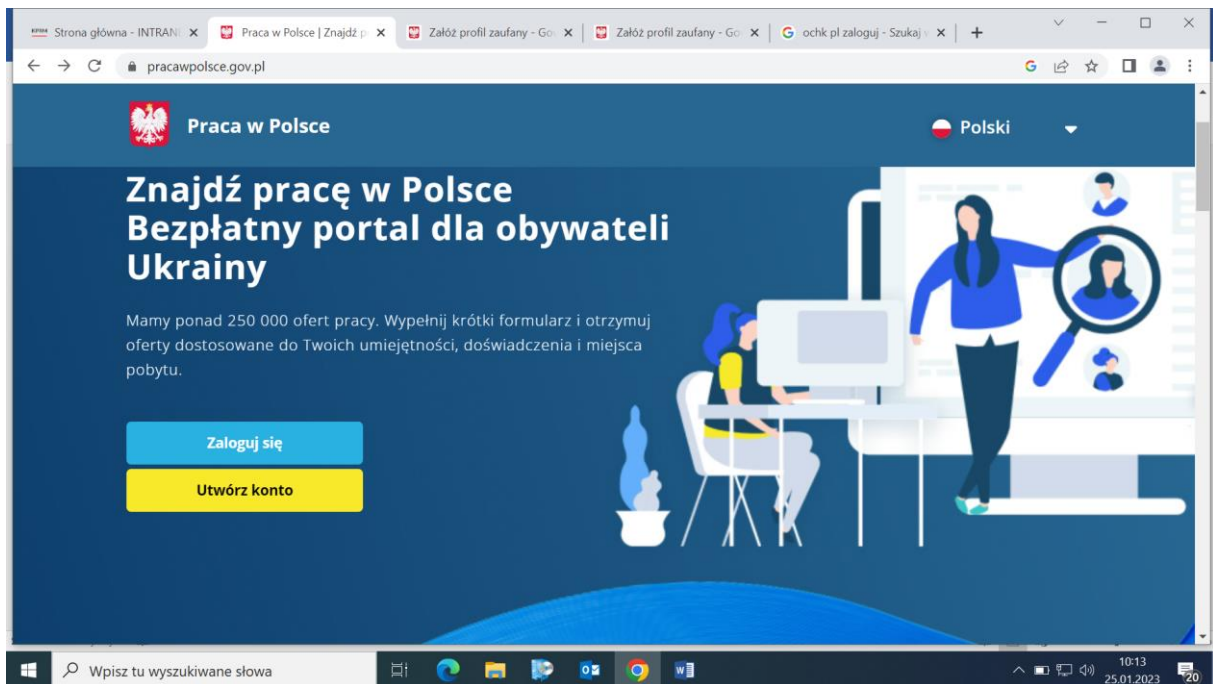 Strona główna - INTRAN
Praca w Polsce | Znajdź p
Załóż profil zaufany - Go
Załóż profil zaufany - Go
ochk pl zaloguj - Szukaj
pracawpolsce.gov.pl
Praca w Polsce
Polski
Znajdź pracę w Polsce
Bezpłatny portal dla obywateli
Ukrainy
Mamy ponad 250 000 ofert pracy. Wypełnij krótki formularz i otrzymuj
oferty dostosowane do Twoich umiejętności, doświadczenia i miejsca
pobytu.
Zaloguj się
Utwórz konto
Wpisz tu wyszukiwane słowa
10:13
25.01.2023
20